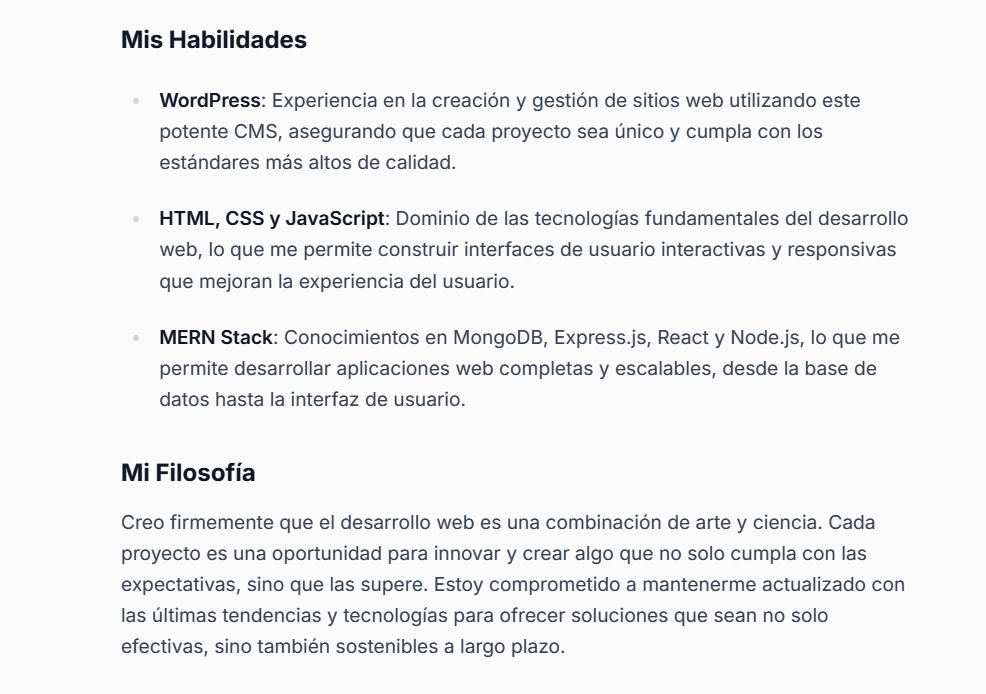 Mis Habilidades
WordPress: Experiencia en la creación y gestión de sitios web utilizando este
potente CMS, asegurando que cada proyecto sea único y cumpla con los
estándares más altos de calidad.
HTML, CSS y JavaScript: Dominio de las tecnologías fundamentales del desarrollo
web, lo que me permite construir interfaces de usuario interactivas y responsivas
que mejoran la experiencia del usuario.
MERN Stack: Conocimientos en MongoDB, Express.js, React y Node.js, lo que me
permite desarrollar aplicaciones web completas y escalables, desde la base de
datos hasta la interfaz de usuario.
Mi Filosofía
Creo firmemente que el desarrollo web es una combinación de arte y ciencia. Cada
proyecto es una oportunidad para innovar y crear algo que no solo cumpla con las
expectativas, sino que las supere. Estoy comprometido a mantenerme actualizado con
las últimas tendencias y tecnologías para ofrecer soluciones que sean no solo
efectivas, sino también sostenibles a largo plazo.